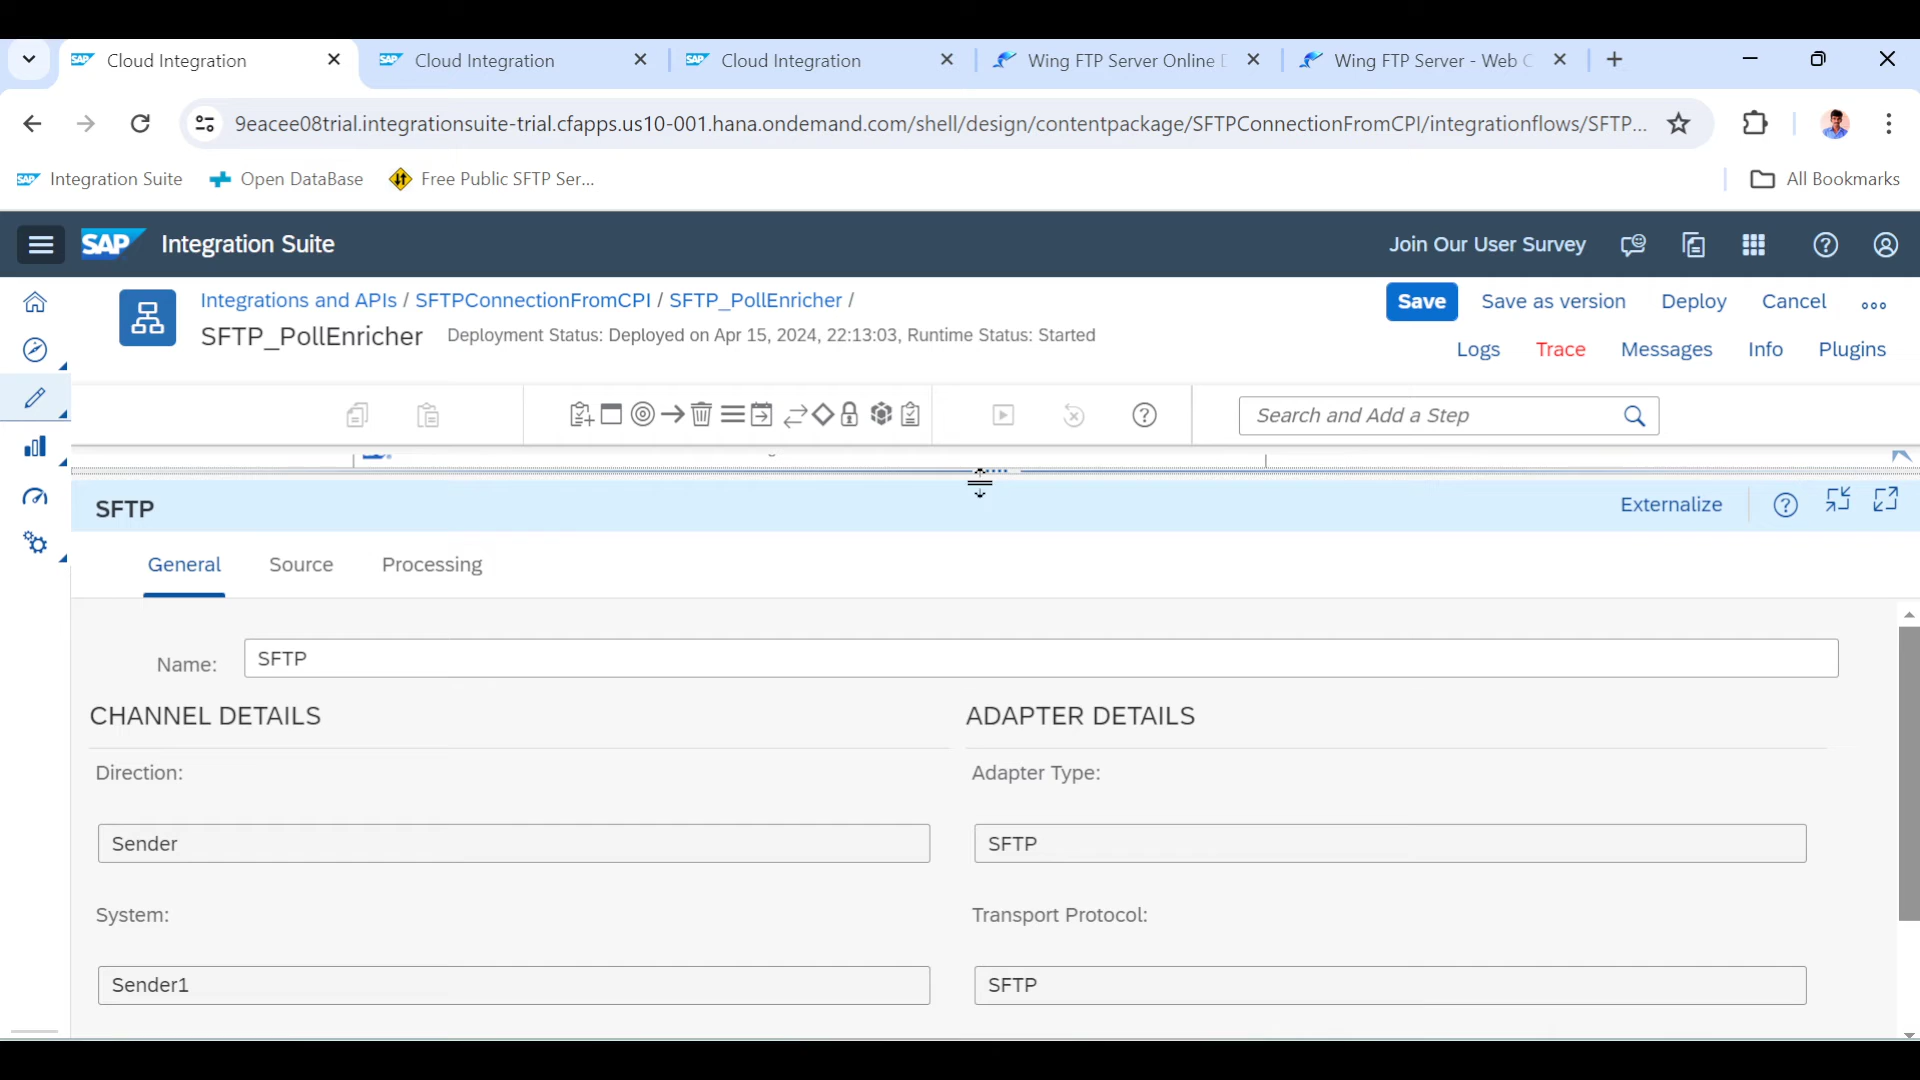 Cloud Integration
Cloud Integration
Cloud Integration
Wing FTP Server Online
Wing FTP Server - Web C
9eacee08trial.integrationsuite-trial.cfapps.us10-001.hana.ondemand.com/shell/design/contentpackage/SFTPConnectionFromCPI/integrationflows/SFTP...
SAP Integration Suite
Open DataBase
Free Public SFTP Ser...
All Bookmarks
SAP Integration Suite
Join Our User Survey
Integrations and APIs / SFTPConnectionFromCPI / SFTP_PollEnricher /
Save Save as version Deploy Cancel
SFTP_PollEnricher Deployment Status: Deployed on Apr 15, 2024, 22:13:03, Runtime Status: Started
Logs Trace Messages Info Plugins
Search and Add a Step
SFTP
Externalize
General Source Processing
Name: SFTP
CHANNEL DETAILS
ADAPTER DETAILS
Direction:
Adapter Type:
Sender
SFTP
System:
Transport Protocol:
Sender1
SFTP